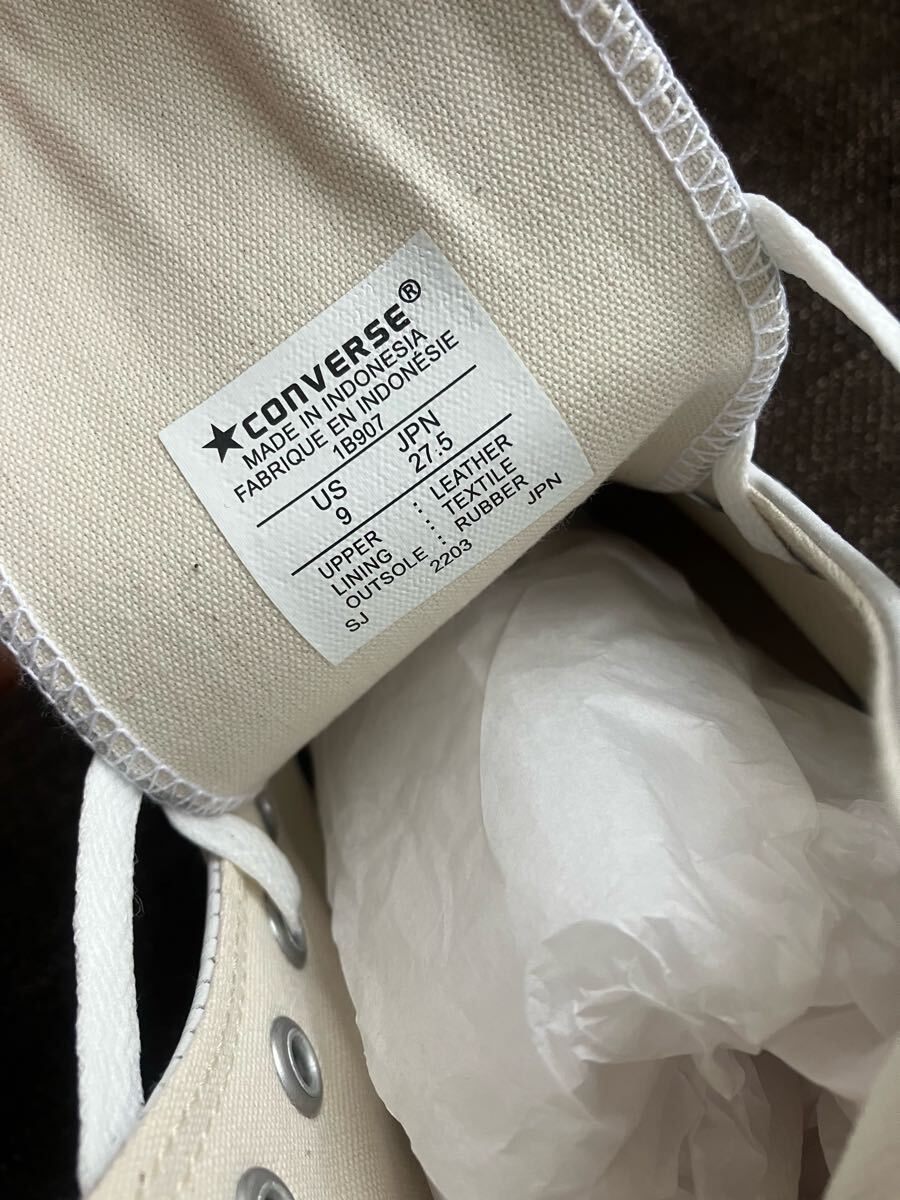 ★CONVERSE®
MADE IN INDONESIA
FABRIQUE EN INDONÉSIE
1B907
US JPN
9 27.5
UPPER : LEATHER
LINING : TEXTILE
OUTSOLE : RUBBER
SJ 2203 JPN